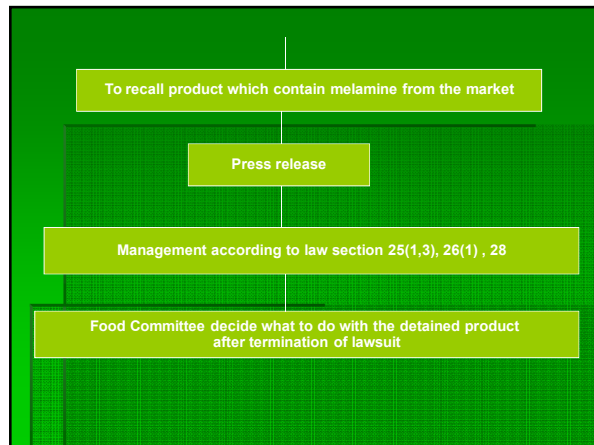 To recall product which contain melamine from the market
Press release
Management according to law section 25(1,3), 26(1) , 28
Food Committee decide what to do with the detained product
after termination of lawsuit